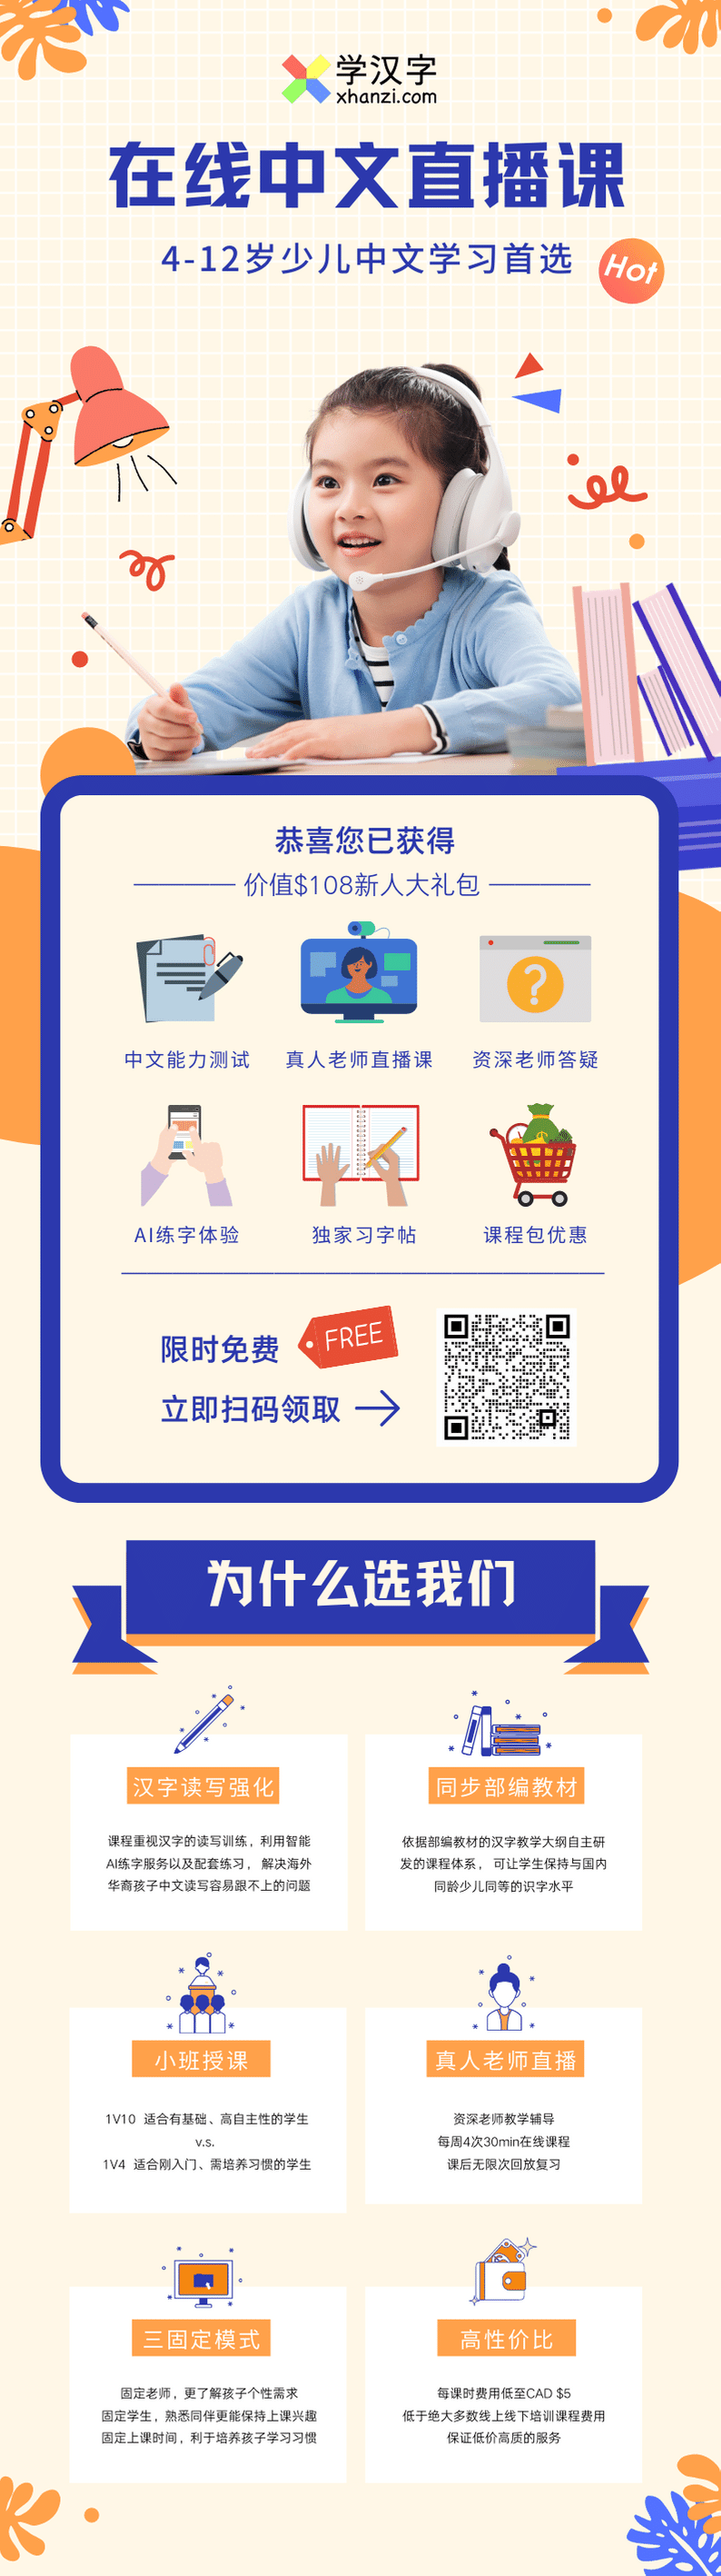 学汉字
xhanzi.com
在线中文直播课
4-12岁少儿中文学习首选
Hot
恭喜您已获得
价值$108新人大礼包
中文能力测试
真人老师直播课
资深老师答疑
AI练字体验
独家习字帖
课程包优惠
限时免费
FREE
立即扫码领取
为什么选我们
汉字读写强化
课程重视汉字的读写训练，利用智能
AI练字服务以及配套练习， 解决海外
华裔孩子中文读写容易跟不上的问题
同步部编教材
依据部编教材的汉字教学大纲自主研
发的课程体系， 可让学生保持与国内
同龄少儿同等的识字水平
小班授课
1V10 适合有基础、高自主性的学生
v.s.
1V4 适合刚入门、需培养习惯的学生
真人老师直播
资深老师教学辅导
每周4次30min在线课程
课后无限次回放复习
三固定模式
固定老师，更了解孩子个性需求
固定学生，熟悉同伴更能保持上课兴趣
固定上课时间，利于培养孩子学习习惯
高性价比
每课时费用低至CAD $5
低于绝大多数线上线下培训课程费用
保证低价高质的服务